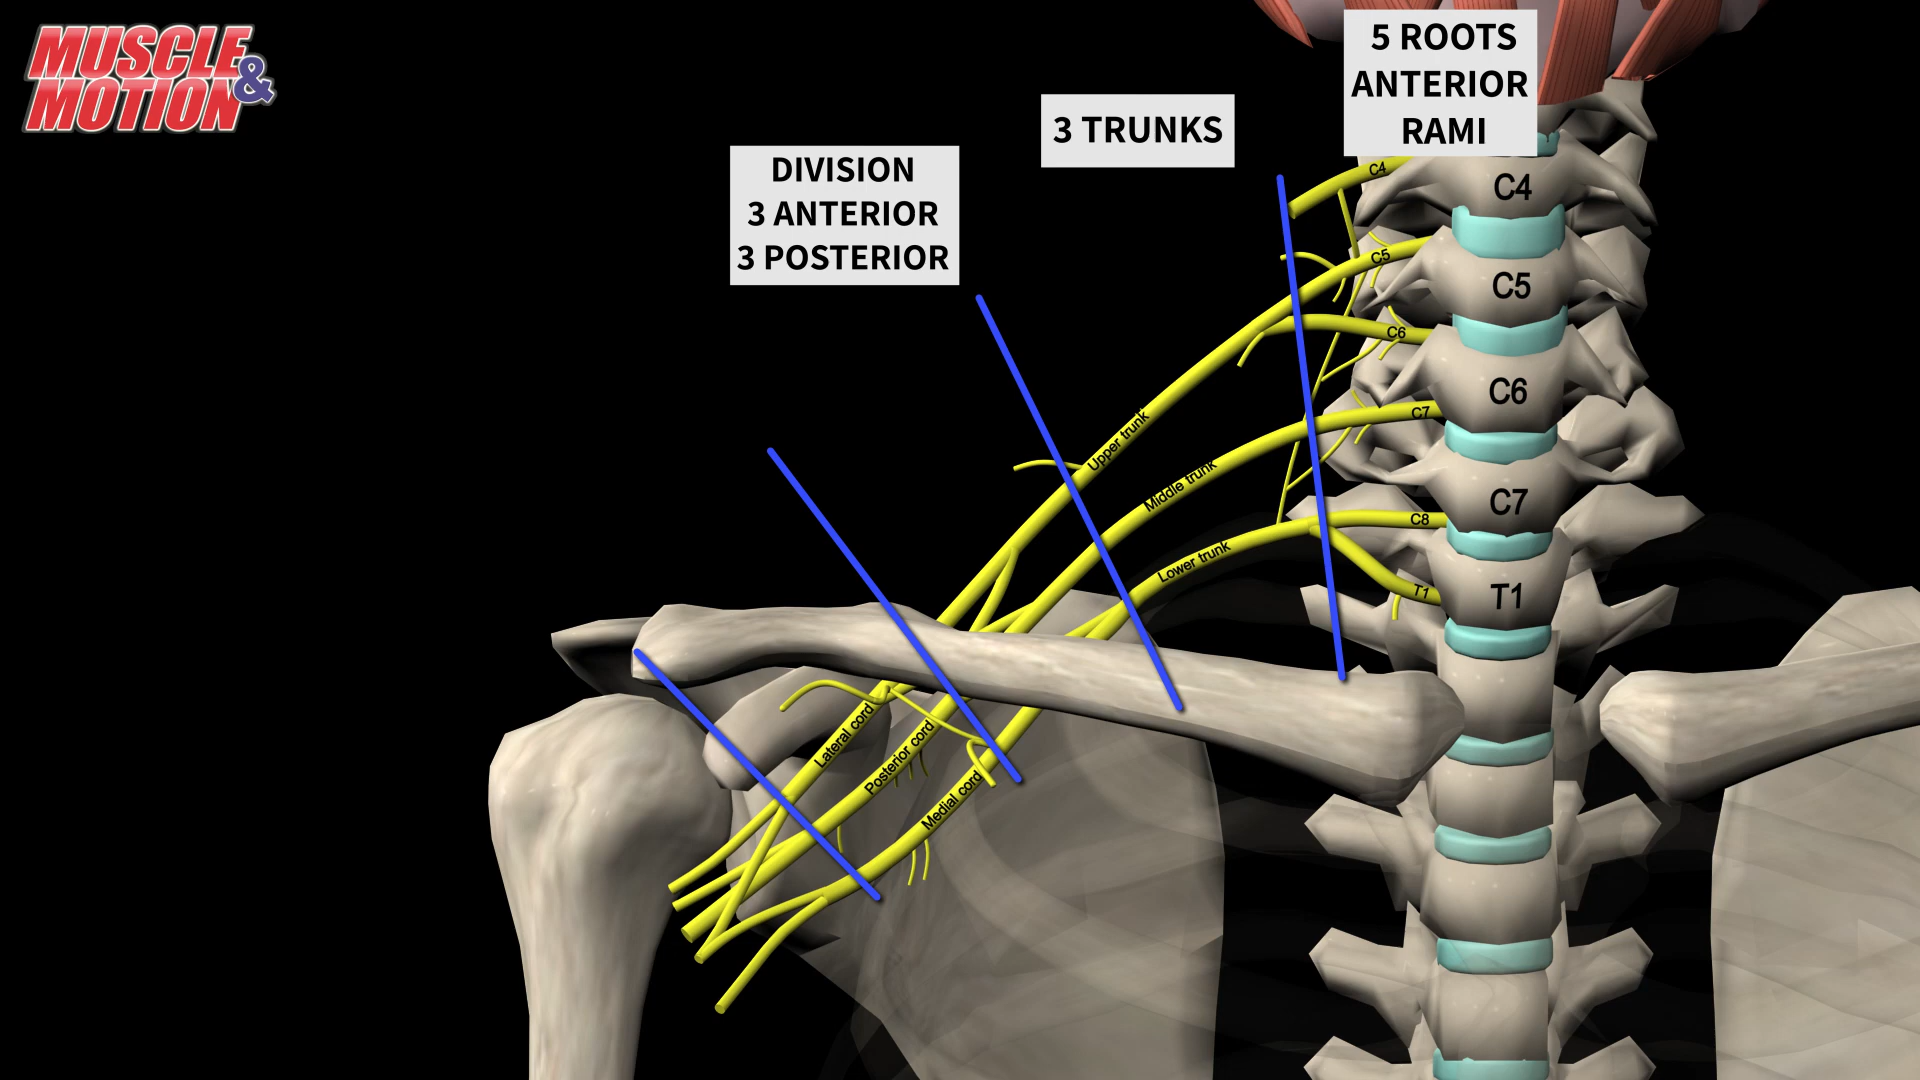 MUSCLE
&
MOTION
5 ROOTS
ANTERIOR
RAMI
3 TRUNKS
DIVISION
3 ANTERIOR
3 POSTERIOR
C4
C4
C5
C5
C6
C6
C7
C7
C8
T1
T1
Upper trunk
Middle trunk
Lower trunk
Lateral cord
Posterior cord
Medial cord